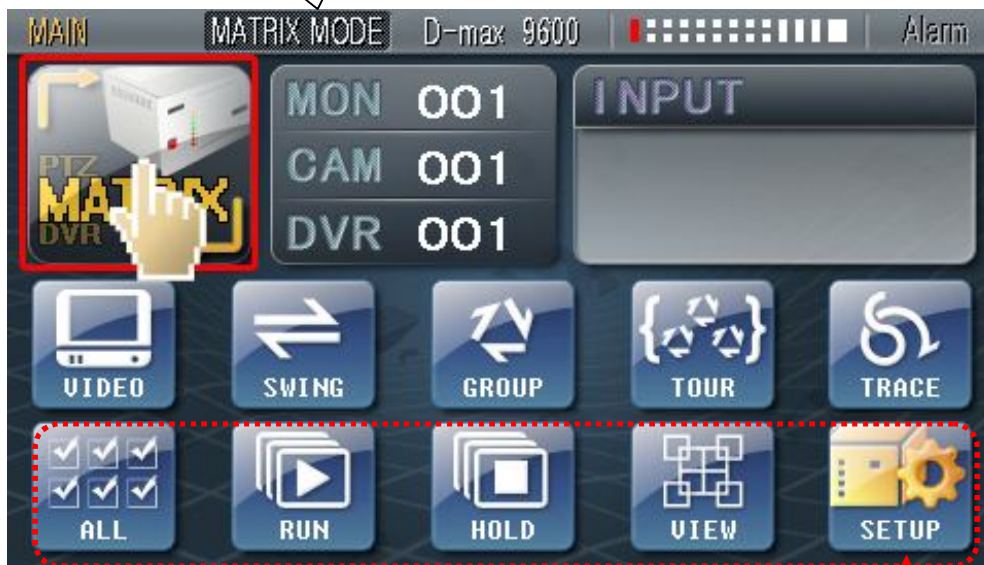 MAIN MATRIX MODE D-max 9600 Alarm
PTZ
MATRIX
DVR
MON 001
CAM 001
DVR 001
INPUT
VIDEO SWING GROUP TOUR TRACE
ALL RUN HOLD VIEW SETUP